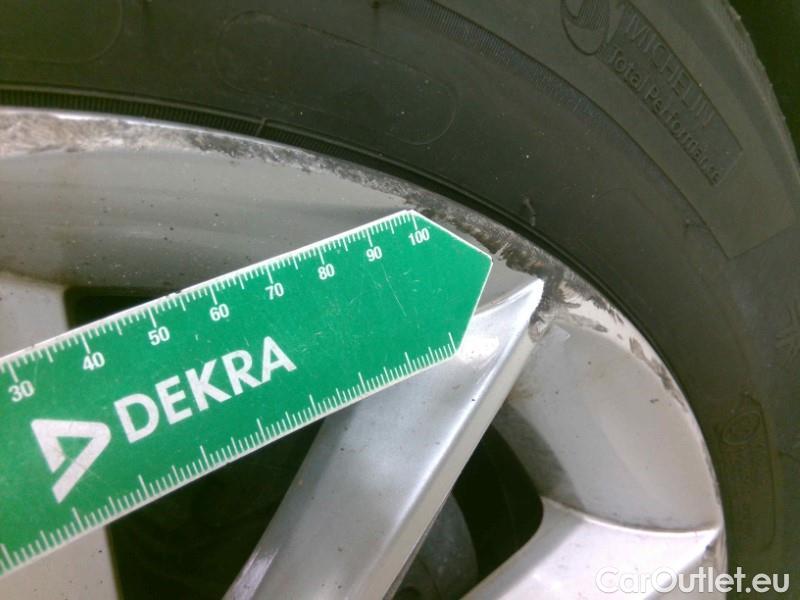 MICHELIN
Total Performance
30 40 50 60 70 80 90 100
DEKRA
CarOutlet.eu